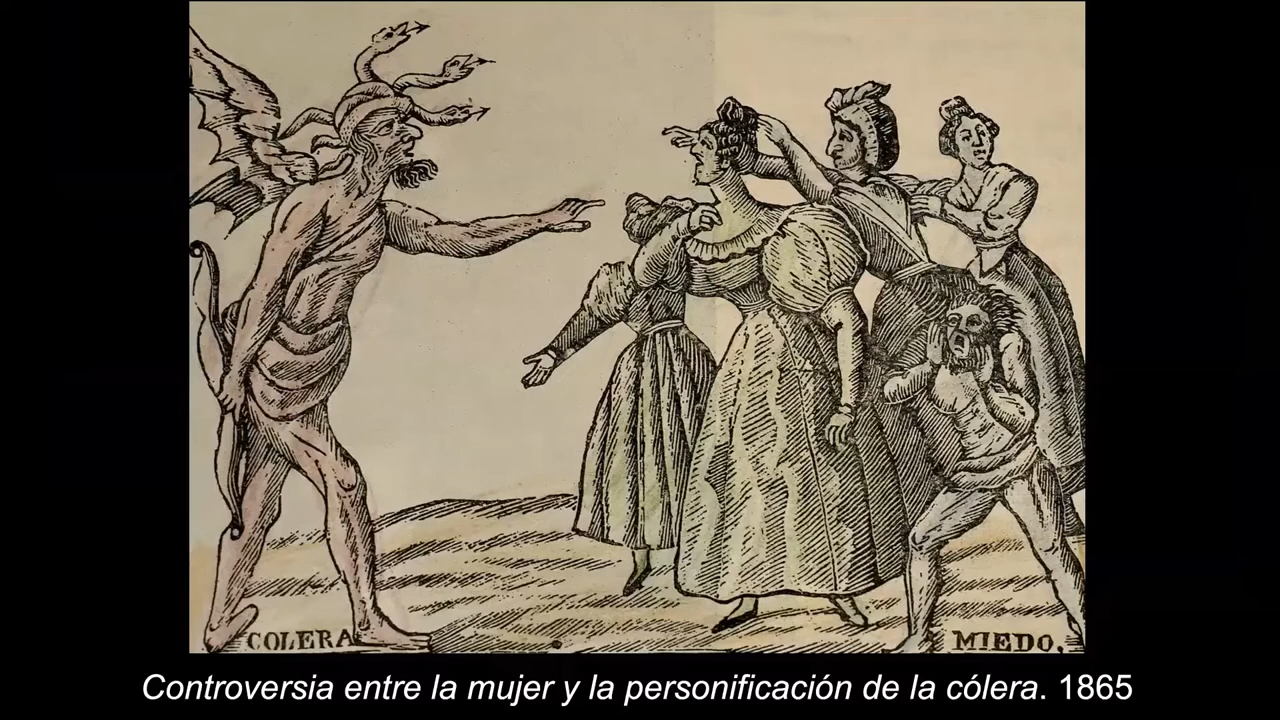 COLERA
MIEDO.
Controversia entre la mujer y la personificación de la cólera. 1865